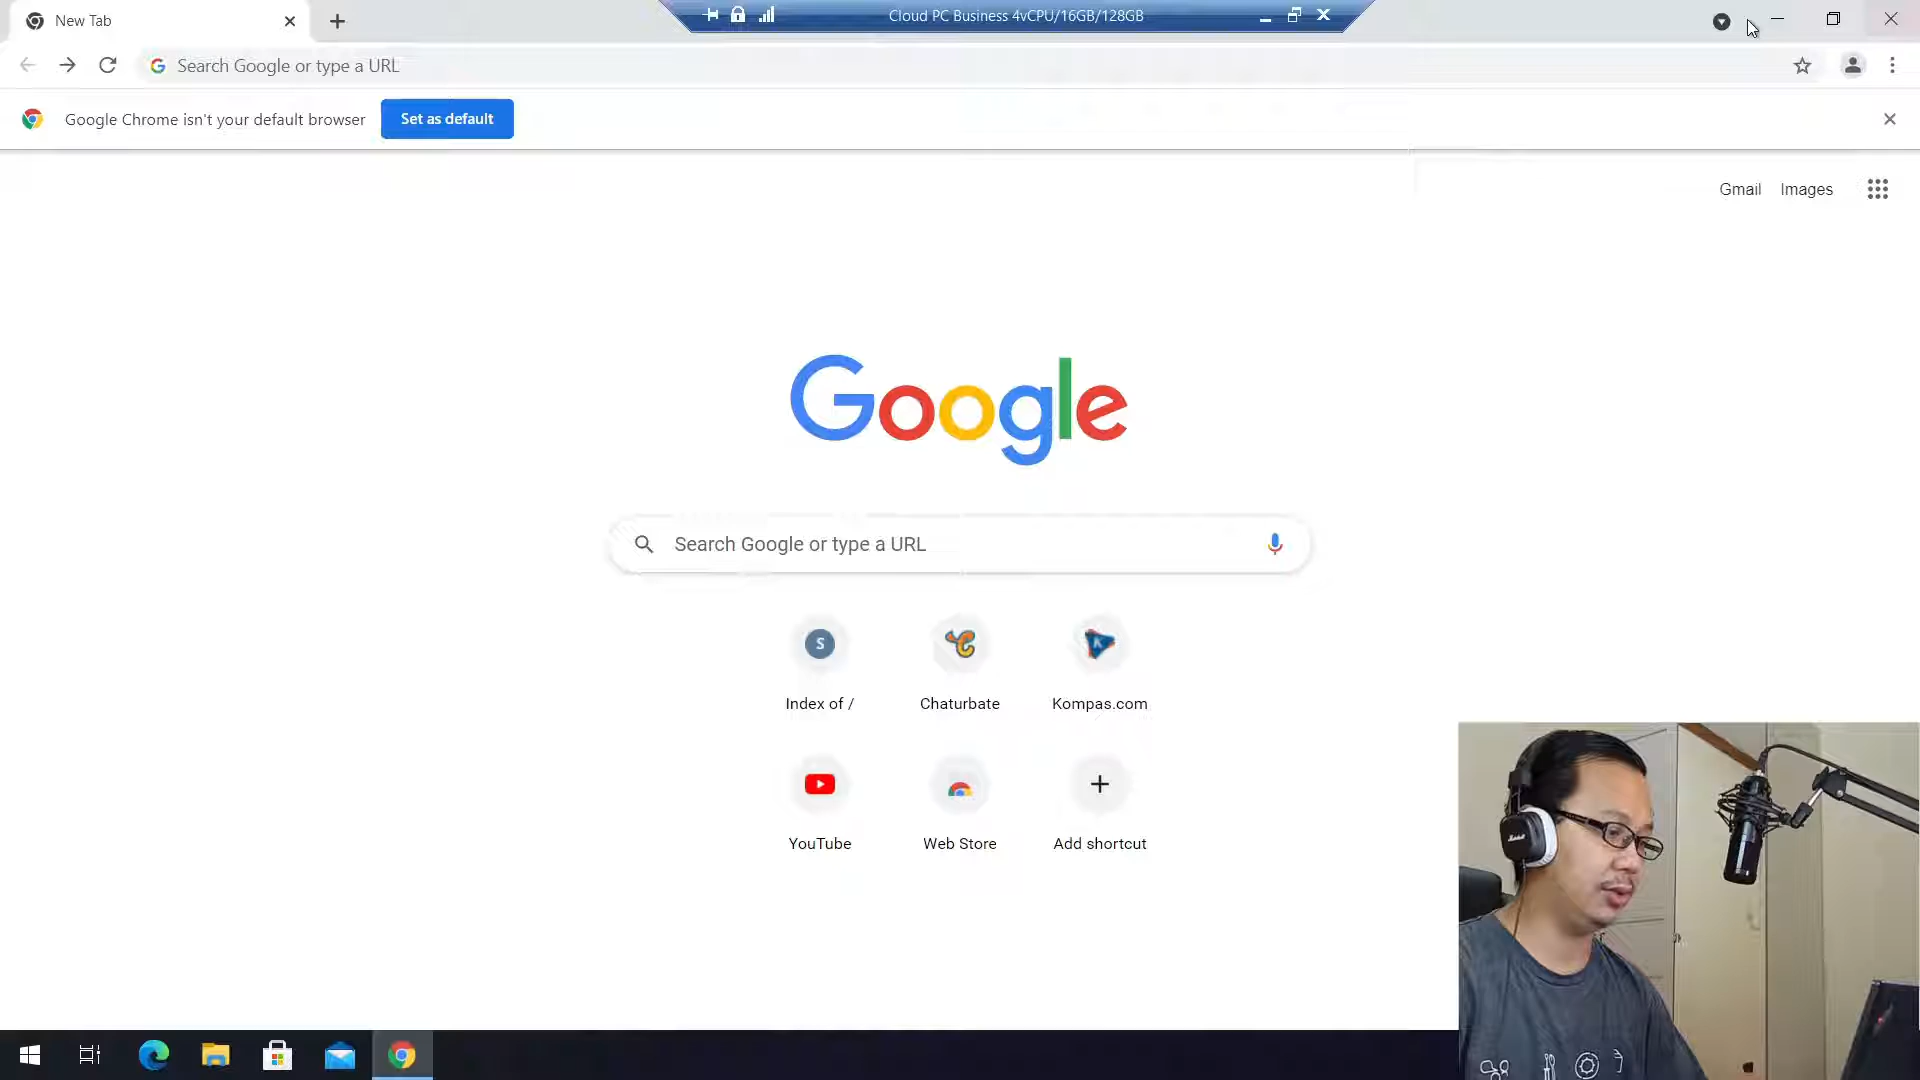 New Tab
Cloud PC Business 4vCPU/16GB/128GB
Search Google or type a URL
Google Chrome isn't your default browser
Set as default
Gmail
Images
Google
Search Google or type a URL
S
K
Index of /
Chaturbate
Kompas.com
YouTube
Web Store
Add shortcut
Marshall